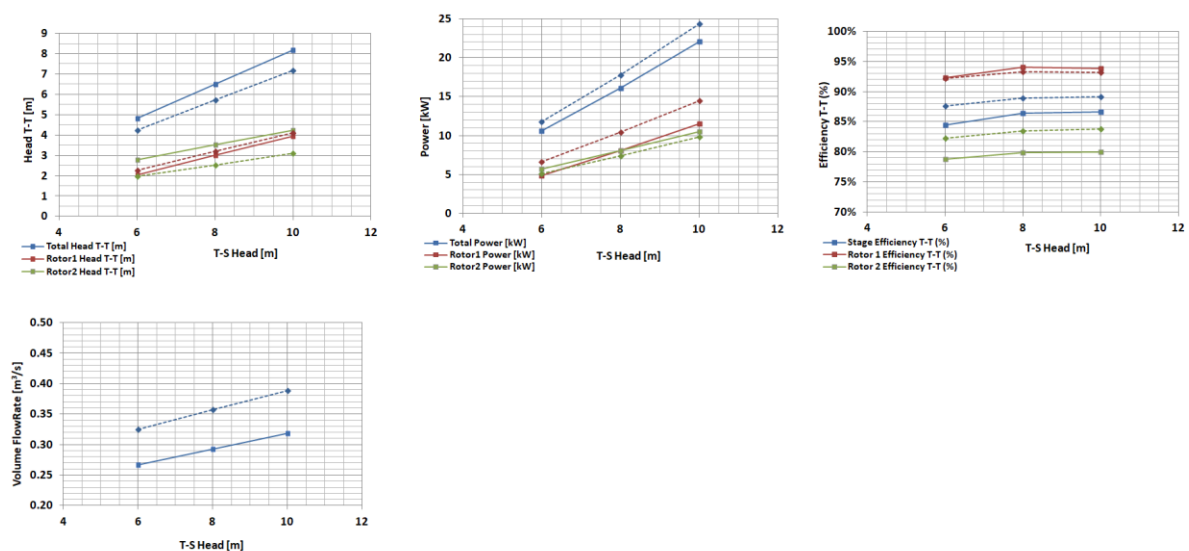 9
8
7
6
5
4
3
2
1
0
Head T-T [m]
4
6
8
10
12
T-S Head [m]
Total Head T-T [m]
Rotor1 Head T-T [m]
Rotor2 Head T-T [m]
25
20
15
10
5
0
Power [kW]
4
6
8
10
12
T-S Head [m]
Total Power [kW]
Rotor1 Power [kW]
Rotor2 Power [kW]
100%
95%
90%
85%
80%
75%
70%
Efficiency T-T (%)
4
6
8
10
12
T-S Head [m]
Stage Efficiency T-T (%)
Rotor 1 Efficiency T-T (%)
Rotor 2 Efficiency T-T (%)
0.50
0.45
0.40
0.35
0.30
0.25
0.20
Volume FlowRate [m³/s]
4
6
8
10
12
T-S Head [m]